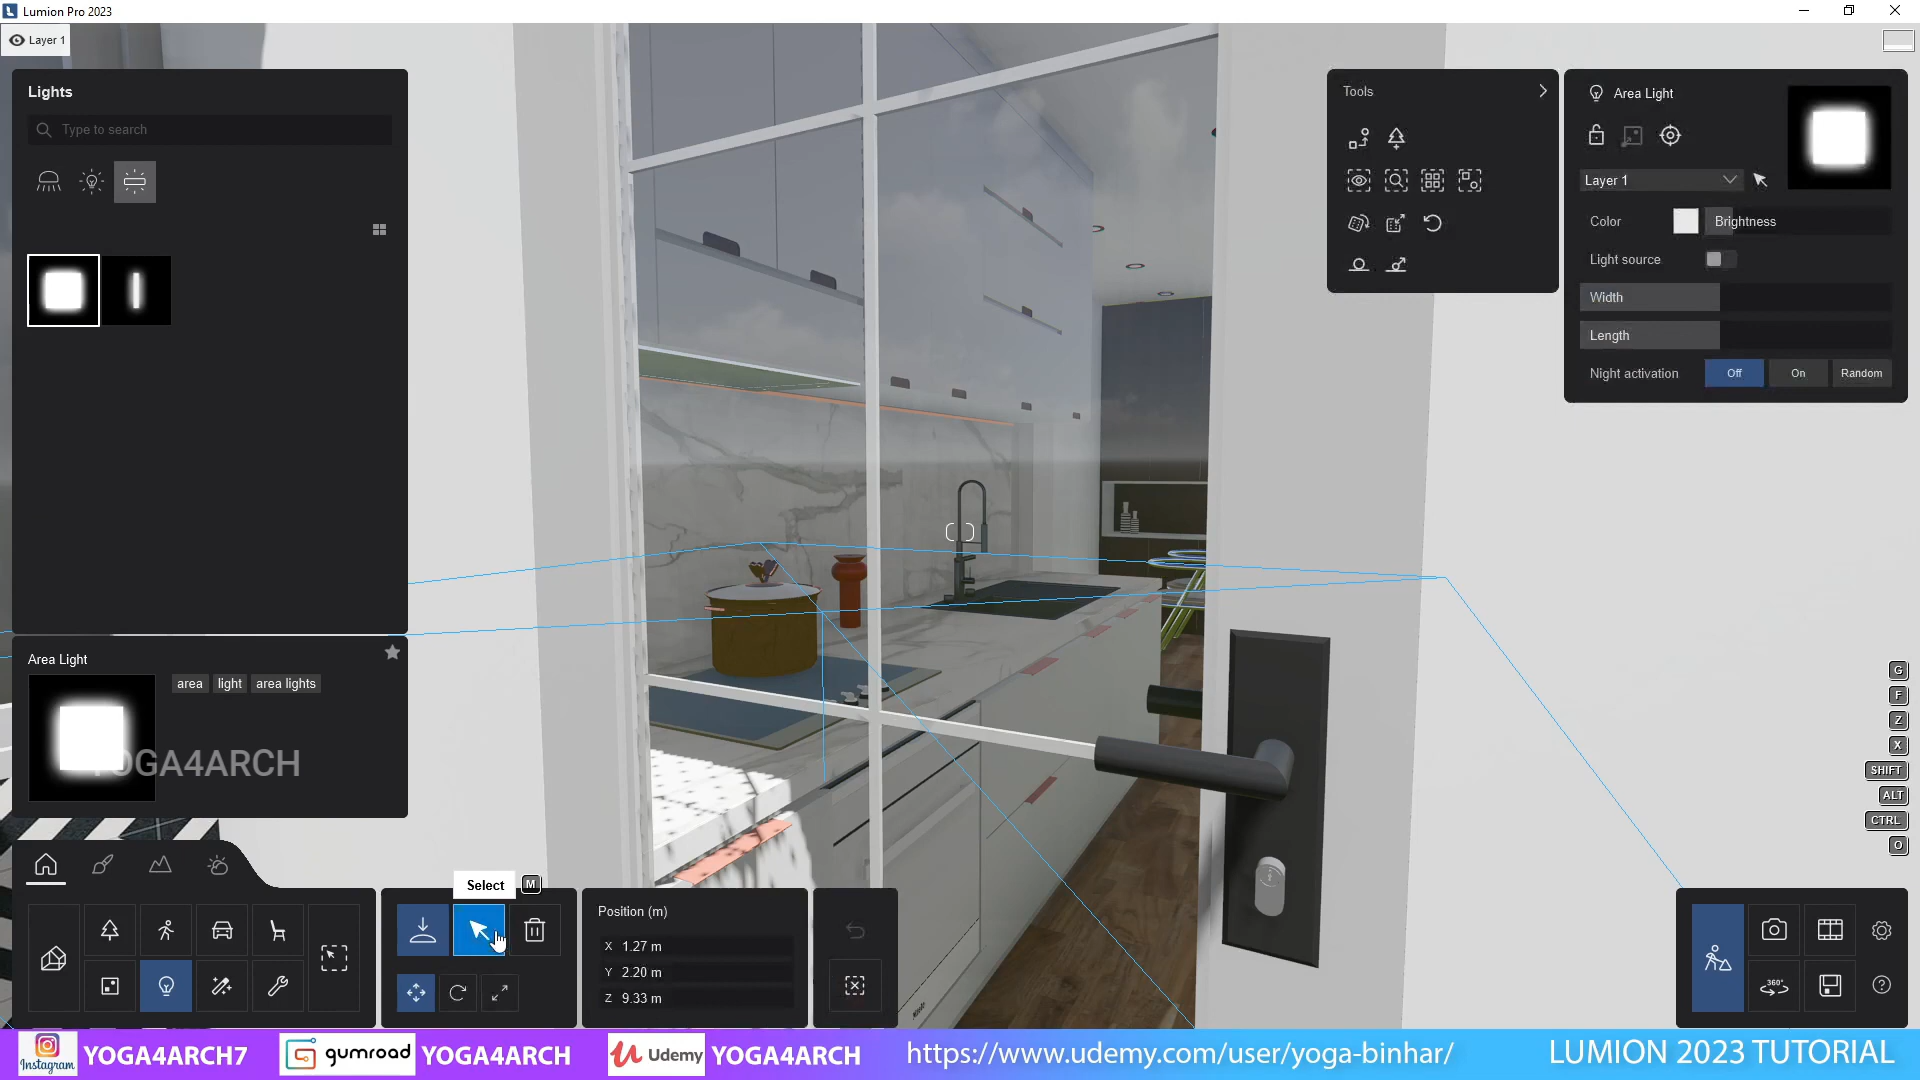 Lumion Pro 2023
Layer 1
Lights
Type to search
Area Light
area light area lights
YOGA4ARCH
Tools
Area Light
Layer 1
Color Brightness
Light source
Width
Length
Night activation Off On Random
G
F
Z
X
SHIFT
ALT
CTRL
O
Select M
Position (m)
X 1.27 m
Y 2.20 m
Z 9.33 m
360°
Instagram YOGA4ARCH7 gumroad YOGA4ARCH Udemy YOGA4ARCH https://www.udemy.com/user/yoga-binhar/ LUMION 2023 TUTORIAL